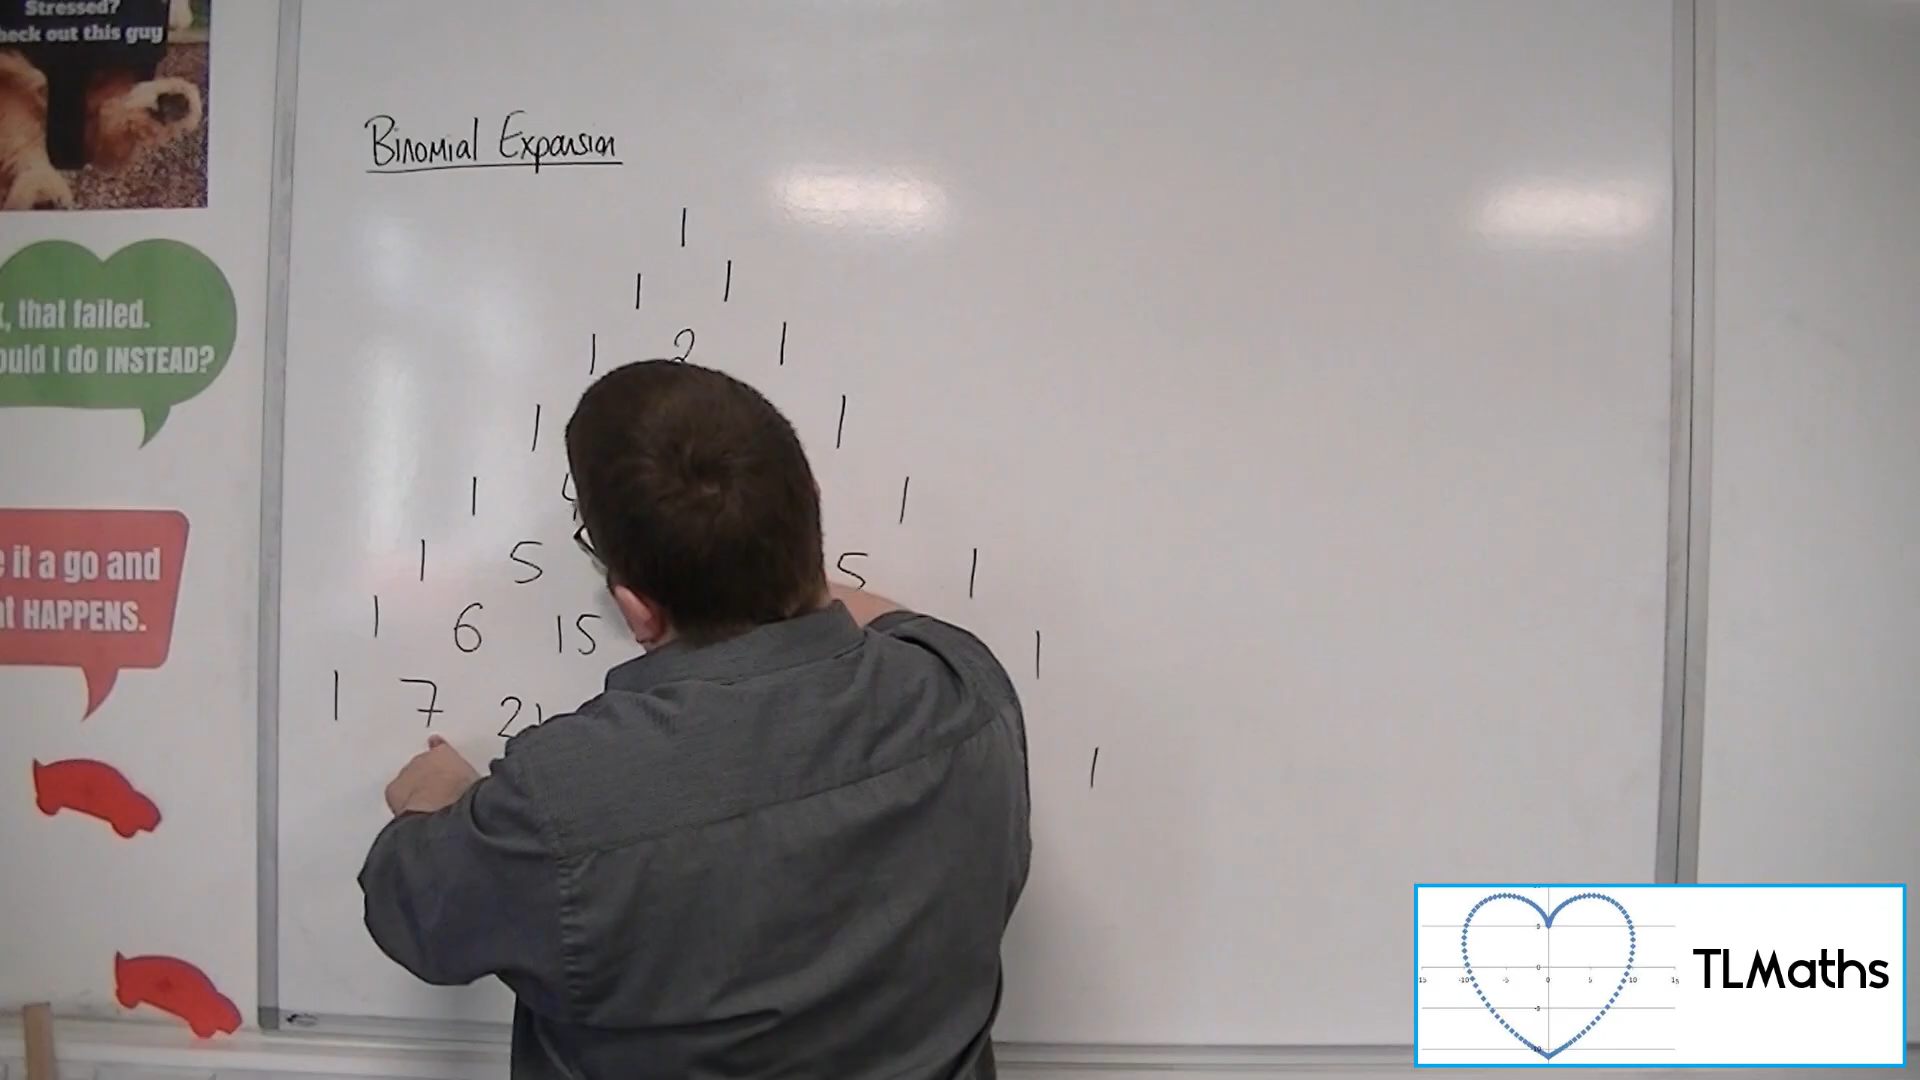 Stressed?
heck out this guy
Binomial Expansion
1
1 1
1 2 1
1 1
1 4 1
1 5 5 1
1 6 15 1
1 7 21 1
, that failed.
ould I do INSTEAD?
it a go and
at HAPPENS.
TLMaths